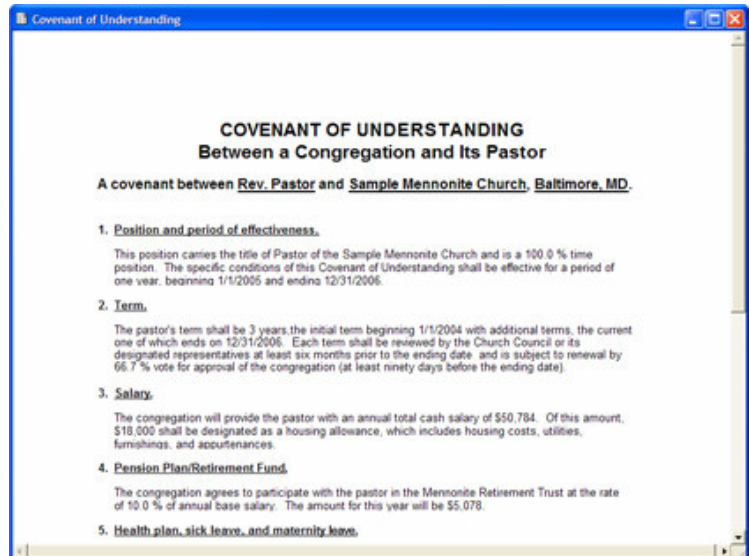 Covenant of Understanding
COVENANT OF UNDERSTANDING
Between a Congregation and Its Pastor
A covenant between Rev. Pastor and Sample Mennonite Church, Baltimore, MD.
1. Position and period of effectiveness.
This position carries the title of Pastor of the Sample Mennonite Church and is a 100.0 % time
position. The specific conditions of this Covenant of Understanding shall be effective for a period of
one year, beginning 1/1/2005 and ending 12/31/2006.
2. Term.
The pastor's term shall be 3 years,the initial term beginning 1/1/2004 with additional terms, the current
one of which ends on 12/31/2006. Each term shall be reviewed by the Church Council or its
designated representatives at least six months prior to the ending date and is subject to renewal by
66.7 % vote for approval of the congregation (at least ninety days before the ending date).
3. Salary.
The congregation will provide the pastor with an annual total cash salary of $50,784. Of this amount,
$18,000 shall be designated as a housing allowance, which includes housing costs, utilities,
furnishings, and appurtenances.
4. Pension Plan/Retirement Fund.
The congregation agrees to participate with the pastor in the Mennonite Retirement Trust at the rate
of 10.0 % of annual base salary. The amount for this year will be $5,078.
5. Health plan, sick leave, and maternity leave.